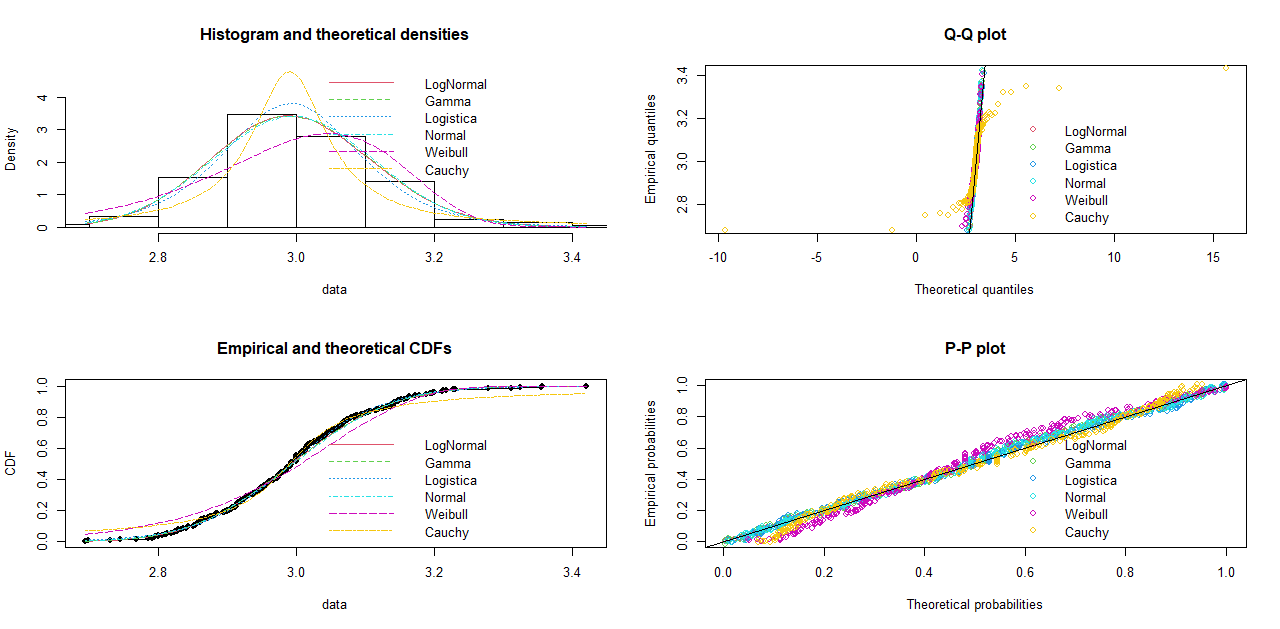 Histogram and theoretical densities
Density
0 1 2 3 4
2.8 3.0 3.2 3.4
data
LogNormal
Gamma
Logistica
Normal
Weibull
Cauchy
Q-Q plot
Empirical quantiles
2.8 3.0 3.2 3.4
-10 -5 0 5 10 15
Theoretical quantiles
LogNormal
Gamma
Logistica
Normal
Weibull
Cauchy
Empirical and theoretical CDFs
CDF
0.0 0.2 0.4 0.6 0.8 1.0
2.8 3.0 3.2 3.4
data
LogNormal
Gamma
Logistica
Normal
Weibull
Cauchy
P-P plot
Empirical probabilities
0.0 0.2 0.4 0.6 0.8 1.0
0.0 0.2 0.4 0.6 0.8 1.0
Theoretical probabilities
LogNormal
Gamma
Logistica
Normal
Weibull
Cauchy